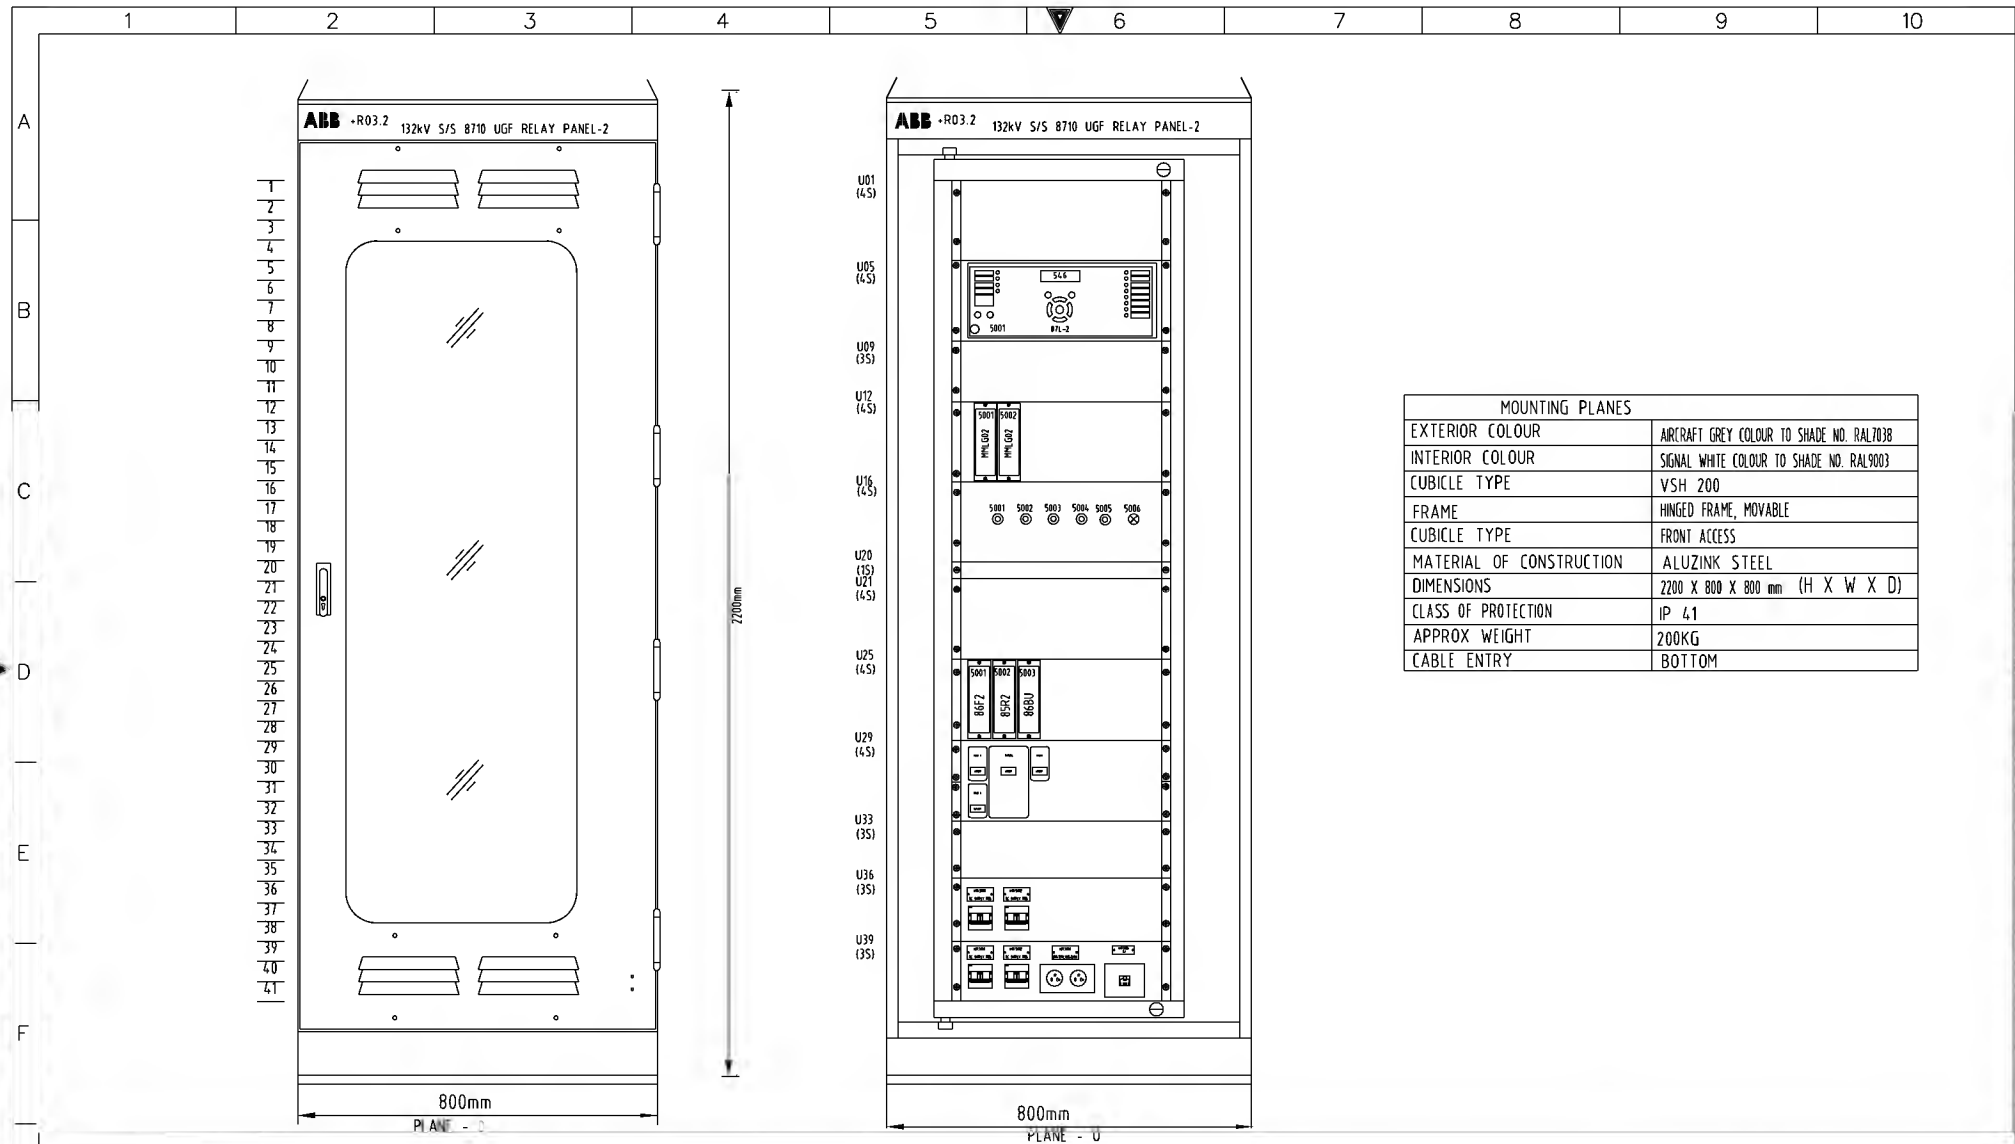 1 2 3 4 5 6 7 8 9 10
A
B
C
D
E
F
ABB +R03.2 132kV S/S 8710 UGF RELAY PANEL-2
1
2
3
4
5
6
7
8
9
10
11
12
13
14
15
16
17
18
19
20
21
22
23
24
25
26
27
28
29
30
31
32
33
34
35
36
37
38
39
40
41
2200mm
800mm
PLANE -
ABB +R03.2 132kV S/S 8710 UGF RELAY PANEL-2
U01
(4S)
U05
(4S)
546
5001 87L-2
U09
(3S)
U12
(4S)
5001 5002
MMLG02 MMLG02
U16
(4S)
5001 5002 5003 5004 5005 5006
U20
(1S)
U21
(4S)
U25
(4S)
5001 5002 5003
86F2 85R2 86BU
U29
(4S)
U33
(3S)
U36
(3S)
U39
(3S)
800mm
PLANE - U
MOUNTING PLANES
EXTERIOR COLOUR AIRCRAFT GREY COLOUR TO SHADE NO. RAL7038
INTERIOR COLOUR SIGNAL WHITE COLOUR TO SHADE NO. RAL9003
CUBICLE TYPE VSH 200
FRAME HINGED FRAME, MOVABLE
CUBICLE TYPE FRONT ACCESS
MATERIAL OF CONSTRUCTION ALUZINK STEEL
DIMENSIONS 2200 X 800 X 800 mm (H X W X D)
CLASS OF PROTECTION IP 41
APPROX WEIGHT 200KG
CABLE ENTRY BOTTOM